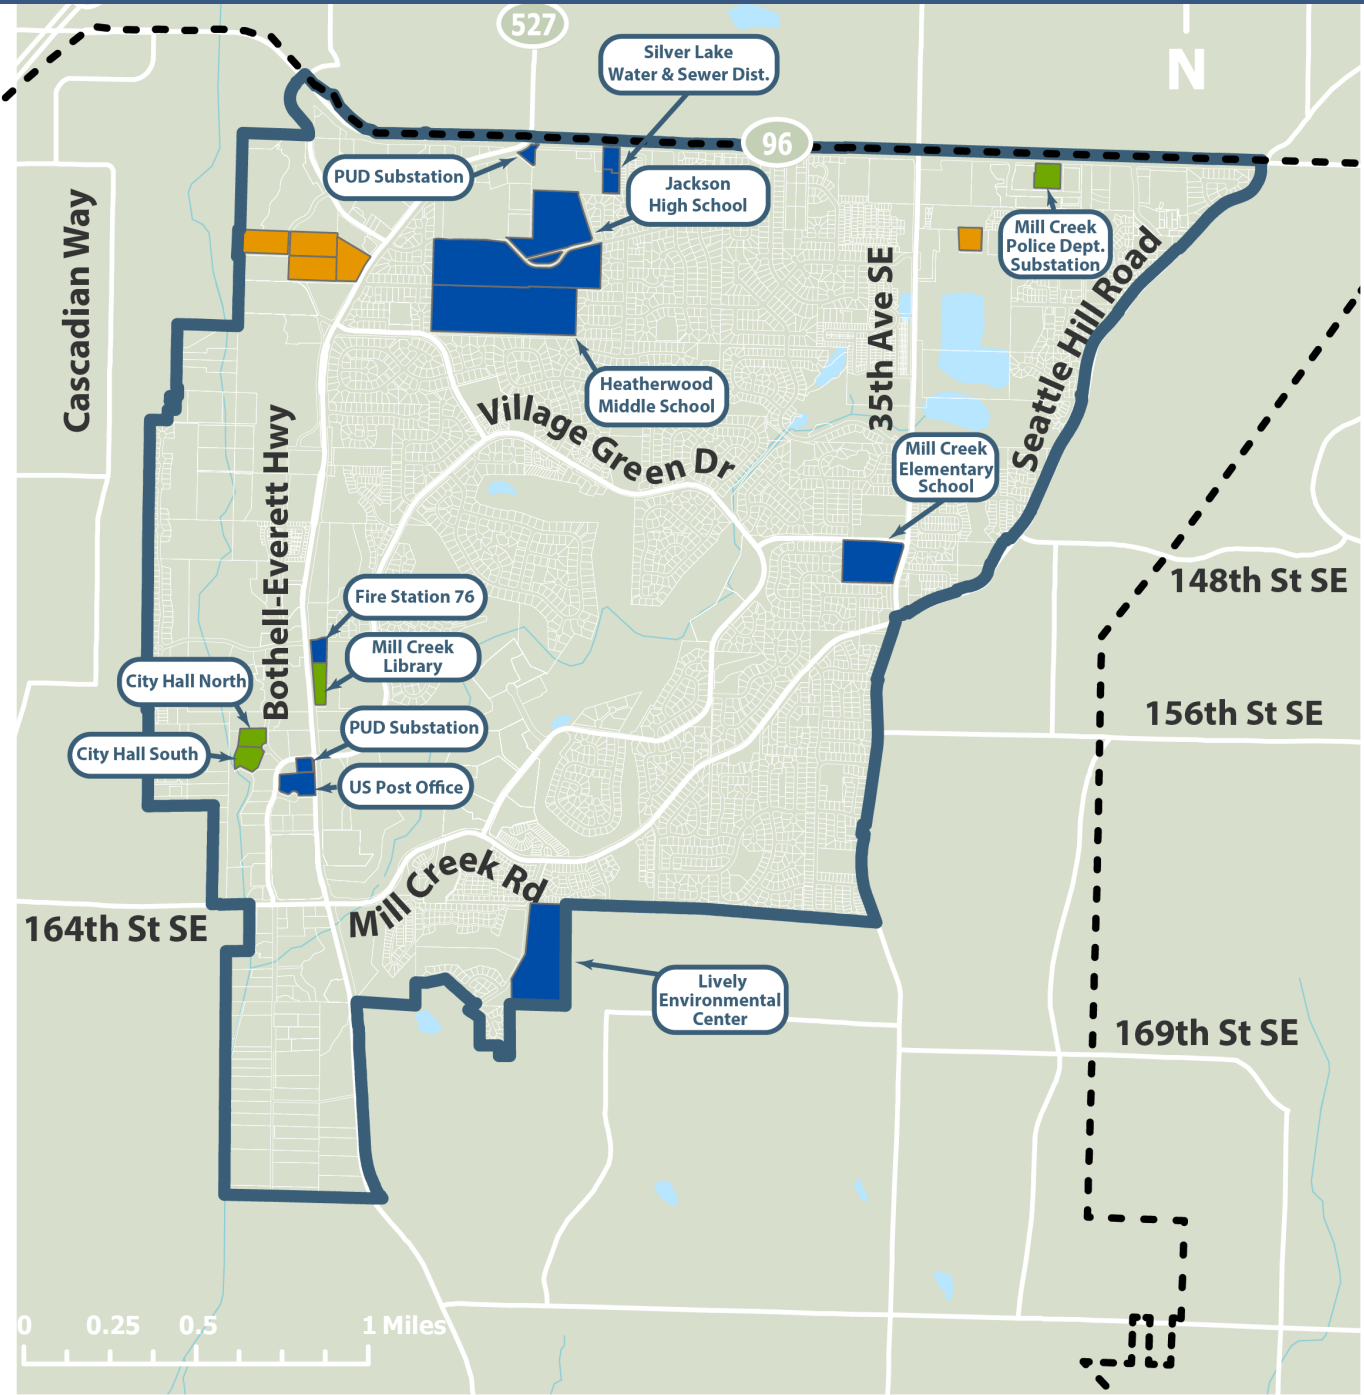 527
Silver Lake
Water & Sewer Dist.
N
96
PUD Substation
Jackson
High School
Mill Creek
Police Dept.
Substation
Cascadian Way
35th Ave SE
Seattle Hill Road
Heatherwood
Middle School
Village Green Dr
Bothell-Everett Hwy
Mill Creek
Elementary
School
148th St SE
Fire Station 76
Mill Creek
Library
City Hall North
156th St SE
PUD Substation
City Hall South
US Post Office
Mill Creek Rd
164th St SE
Lively
Environmental
Center
169th St SE
0 0.25 0.5 1 Miles